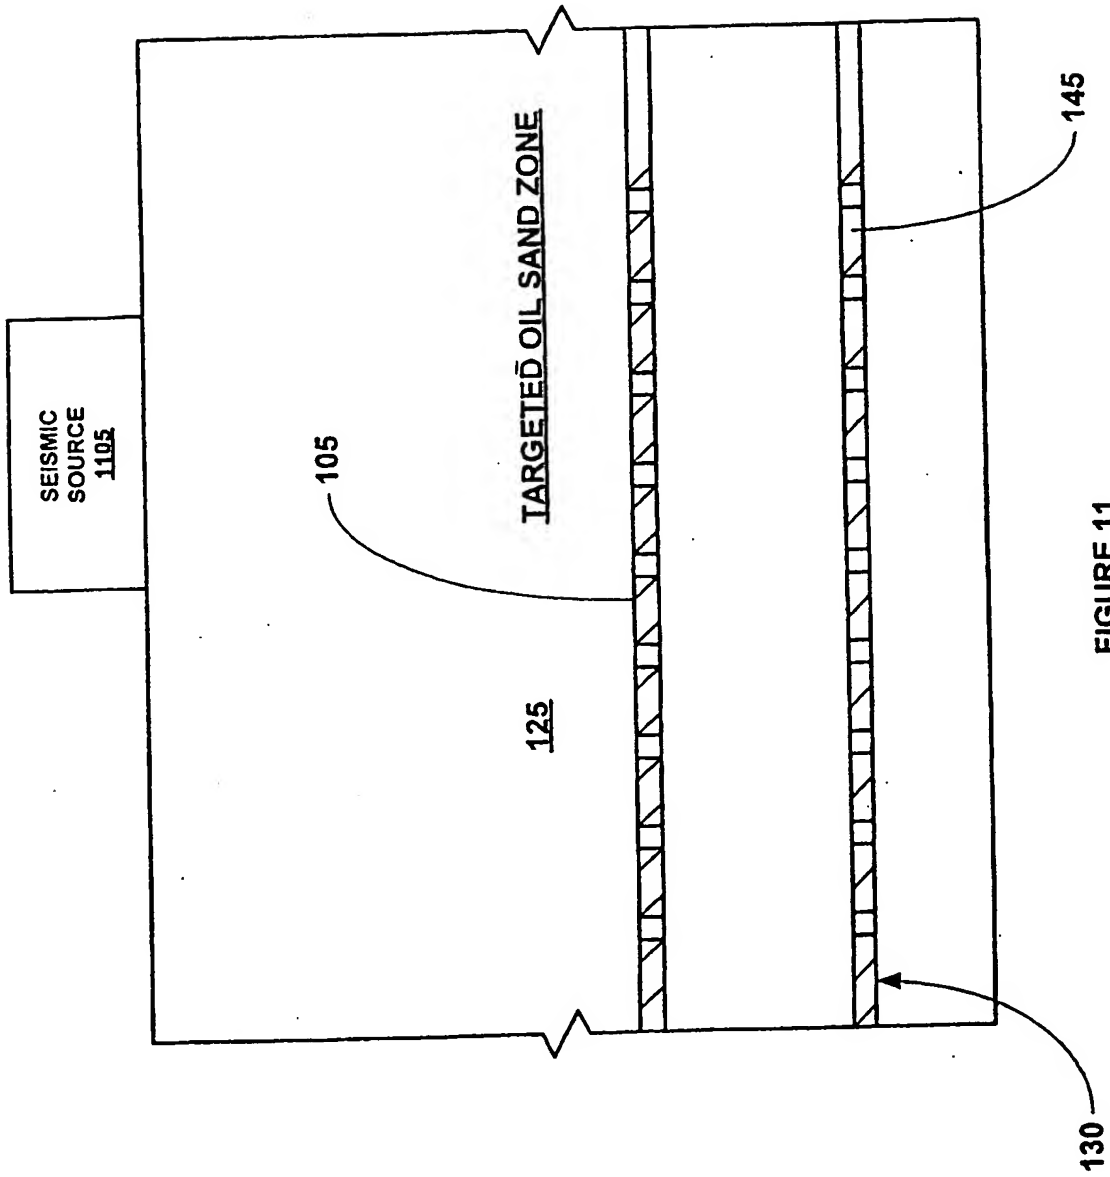 SEISMIC
SOURCE
1105
105
TARGETED OIL SAND ZONE
125
145
130
FIGURE 11